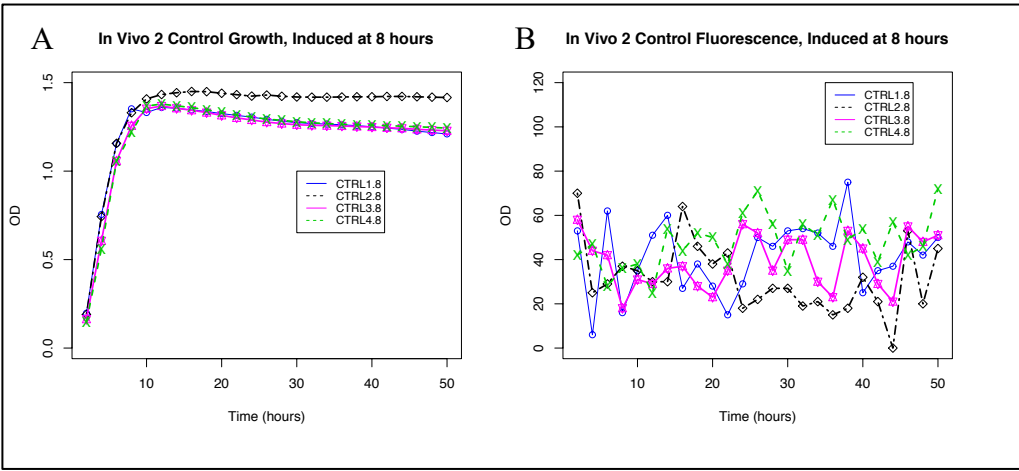 A
In Vivo 2 Control Growth, Induced at 8 hours
OD
1.5
1.0
0.5
0.0
CTRL1.8
CTRL2.8
CTRL3.8
CTRL4.8
10 20 30 40 50
Time (hours)
B
In Vivo 2 Control Fluorescence, Induced at 8 hours
OD
120
100
80
60
40
20
0
CTRL1.8
CTRL2.8
CTRL3.8
CTRL4.8
10 20 30 40 50
Time (hours)